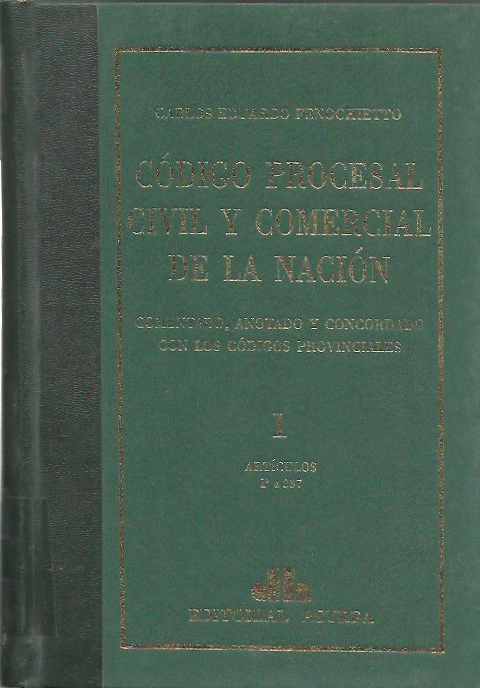 CARLOS EDUARDO FENOCHIETTO
CÓDIGO PROCESAL
CIVIL Y COMERCIAL
DE LA NACIÓN
COMENTADO, ANOTADO Y CONCORDADO
CON LOS CÓDIGOS PROVINCIALES
1
ARTÍCULOS
1º a 237
EDITORIAL ASTREA